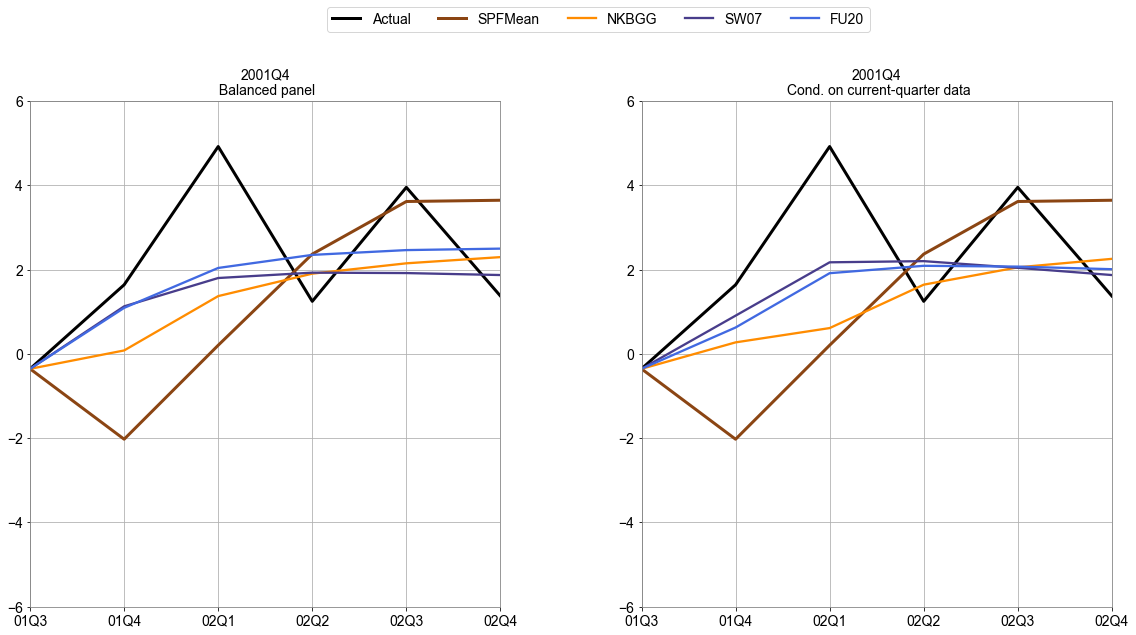 Actual SPFMean NKBGG SW07 FU20
2001Q4
Balanced panel
6
4
2
0
−2
−4
−6
01Q3 01Q4 02Q1 02Q2 02Q3 02Q4
2001Q4
Cond. on current-quarter data
6
4
2
0
−2
−4
−6
01Q3 01Q4 02Q1 02Q2 02Q3 02Q4